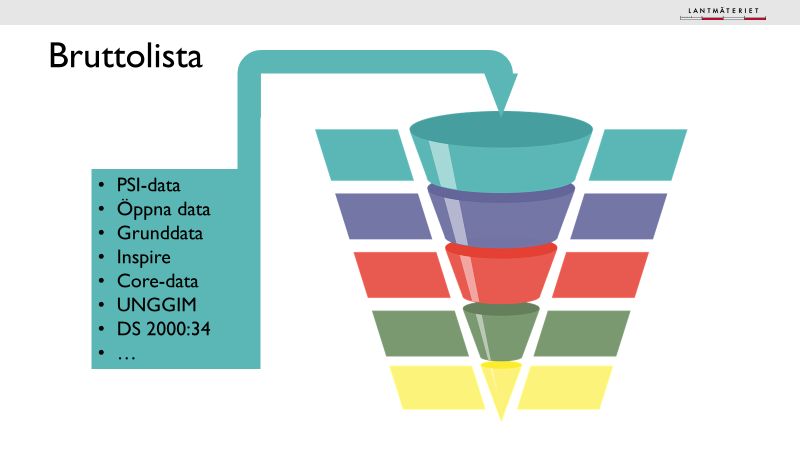 LANTMÄTERIET
Bruttolista
• PSI-data
• Öppna data
• Grunddata
• Inspire
• Core-data
• UNGGIM
• DS 2000:34
• …